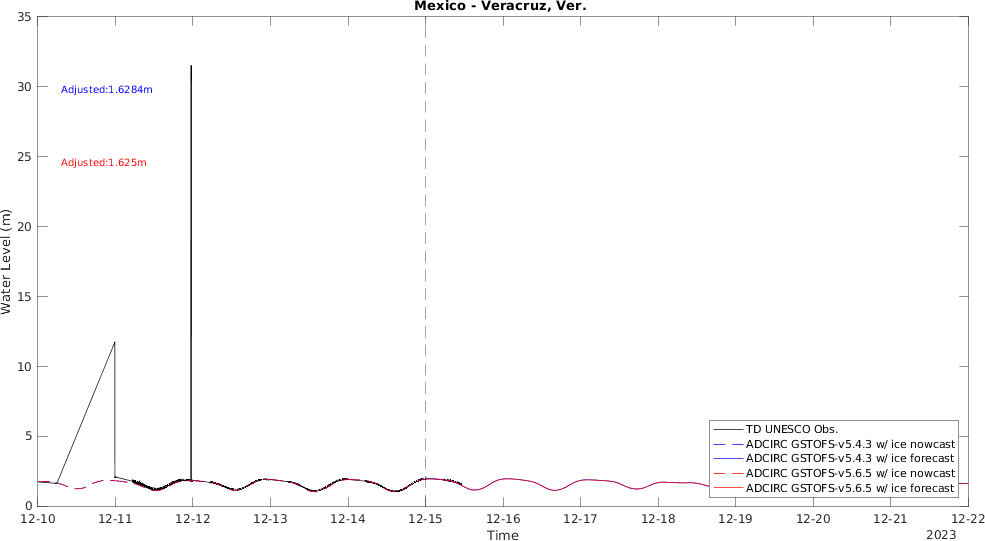 Mexico - Veracruz, Ver.
35
30
25
20
15
10
5
0
Water Level (m)
Adjusted:1.6284m
Adjusted:1.625m
TD UNESCO Obs.
ADCIRC GSTOFS-v5.4.3 w/ ice nowcast
ADCIRC GSTOFS-v5.4.3 w/ ice forecast
ADCIRC GSTOFS-v5.6.5 w/ ice nowcast
ADCIRC GSTOFS-v5.6.5 w/ ice forecast
12-10 12-11 12-12 12-13 12-14 12-15 12-16 12-17 12-18 12-19 12-20 12-21 12-22
Time
2023